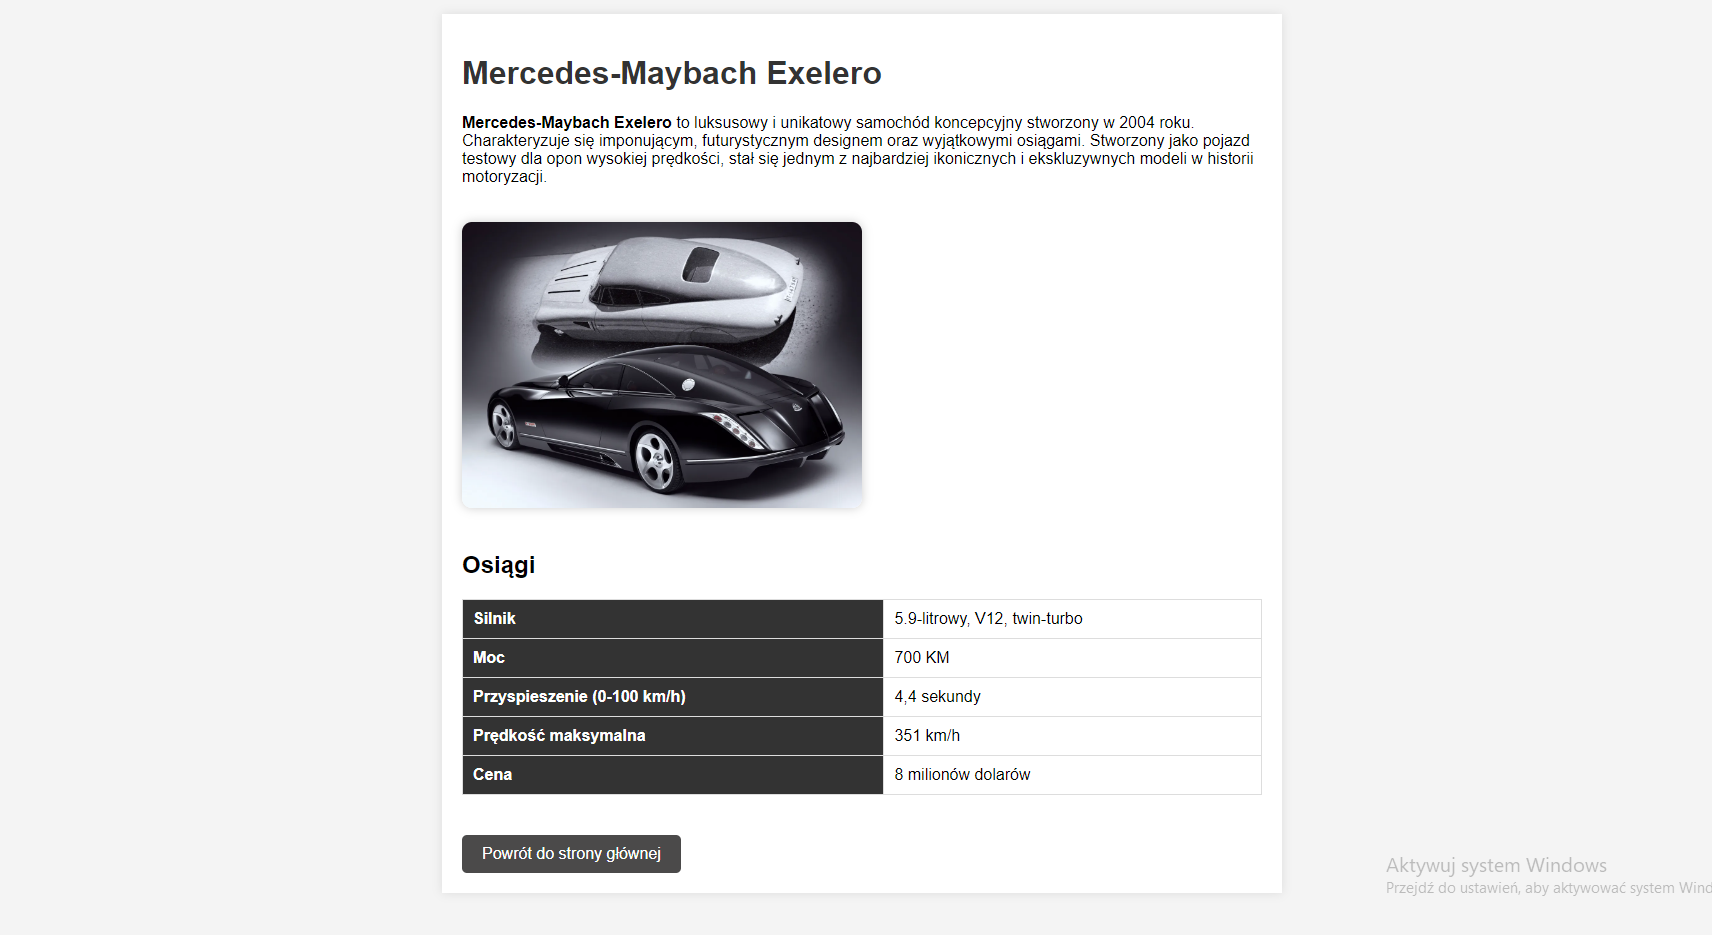 Mercedes-Maybach Exelero
Mercedes-Maybach Exelero to luksusowy i unikatowy samochód koncepcyjny stworzony w 2004 roku.
Charakteryzuje się imponującym, futurystycznym designem oraz wyjątkowymi osiągami. Stworzony jako pojazd
testowy dla opon wysokiej prędkości, stał się jednym z najbardziej ikonicznych i ekskluzywnych modeli w historii
motoryzacji.
Osiągi
Silnik 5.9-litrowy, V12, twin-turbo
Moc 700 KM
Przyspieszenie (0-100 km/h) 4,4 sekundy
Prędkość maksymalna 351 km/h
Cena 8 milionów dolarów
Powrót do strony głównej
Aktywuj system Windows
Przejdź do ustawień, aby aktywować system Wind